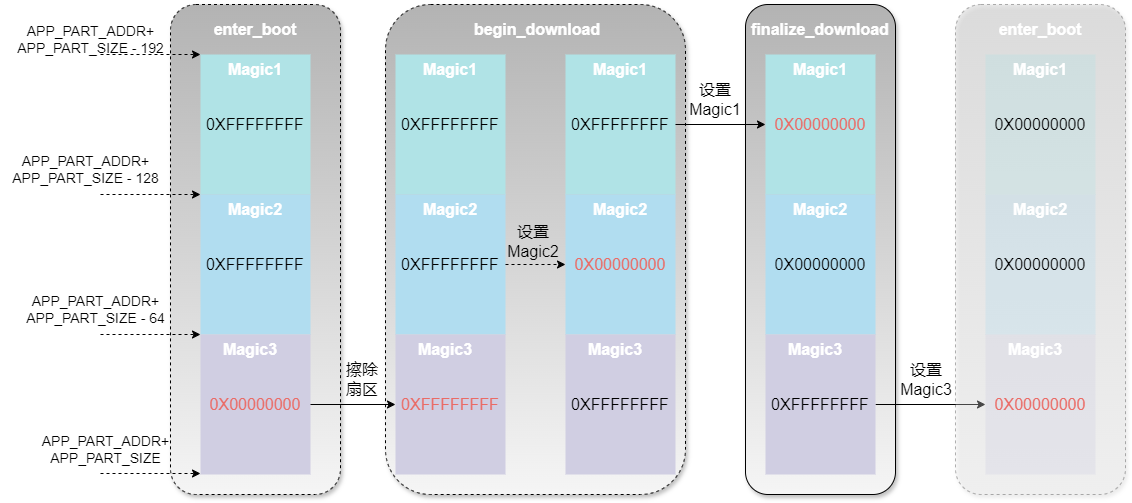 APP_PART_ADDR+
APP_PART_SIZE - 192
APP_PART_ADDR+
APP_PART_SIZE - 128
APP_PART_ADDR+
APP_PART_SIZE - 64
APP_PART_ADDR+
APP_PART_SIZE
enter_boot
Magic1
0XFFFFFFFF
Magic2
0XFFFFFFFF
Magic3
0X00000000
擦除
扇区
begin_download
Magic1
0XFFFFFFFF
Magic2
0XFFFFFFFF
Magic3
0XFFFFFFFF
设置
Magic2
Magic1
0XFFFFFFFF
Magic2
0X00000000
Magic3
0XFFFFFFFF
设置
Magic1
finalize_download
Magic1
0X00000000
Magic2
0X00000000
Magic3
0XFFFFFFFF
设置
Magic3
enter_boot
Magic1
0X00000000
Magic2
0X00000000
Magic3
0X00000000